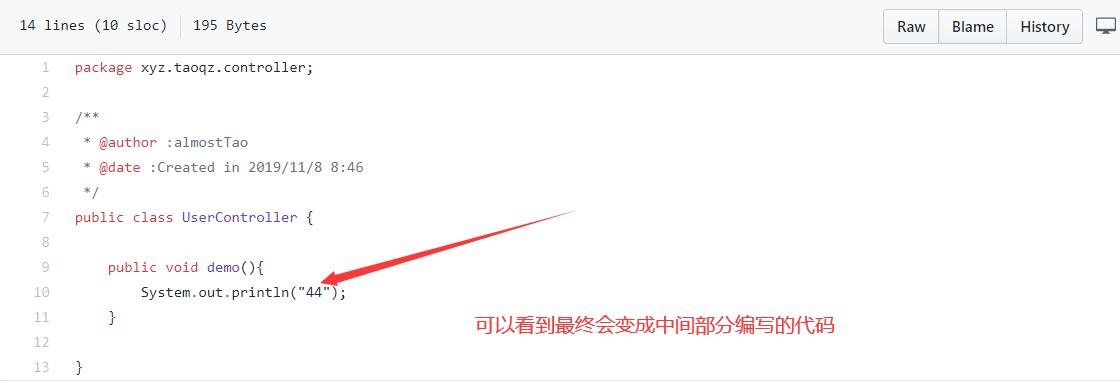 14 lines (10 sloc) 195 Bytes Raw Blame History
1 package xyz.taoqz.controller;
2
3 /**
4 * @author :almostTao
5 * @date :Created in 2019/11/8 8:46
6 */
7 public class UserController {
8
9 public void demo(){
10 System.out.println("44");
11 }
可以看到最终会变成中间部分编写的代码
12
13 }